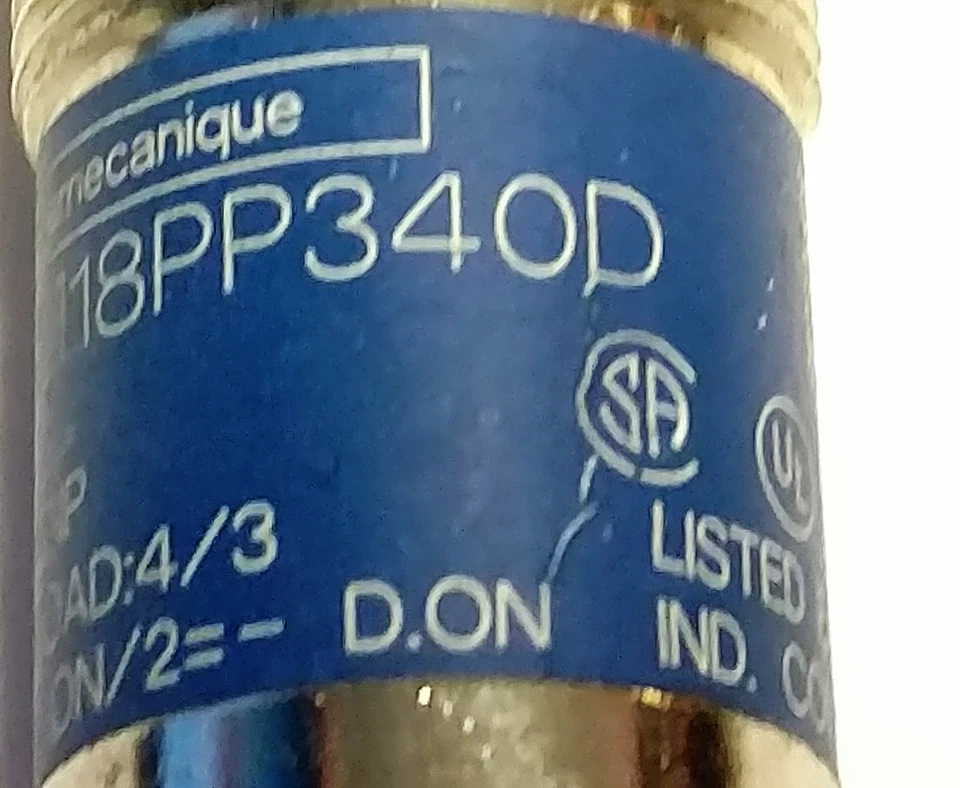 mecanique
18PP340D
SA
UL
P
AD:4/3
ON/2=-
D.ON
LISTED
IND. CO